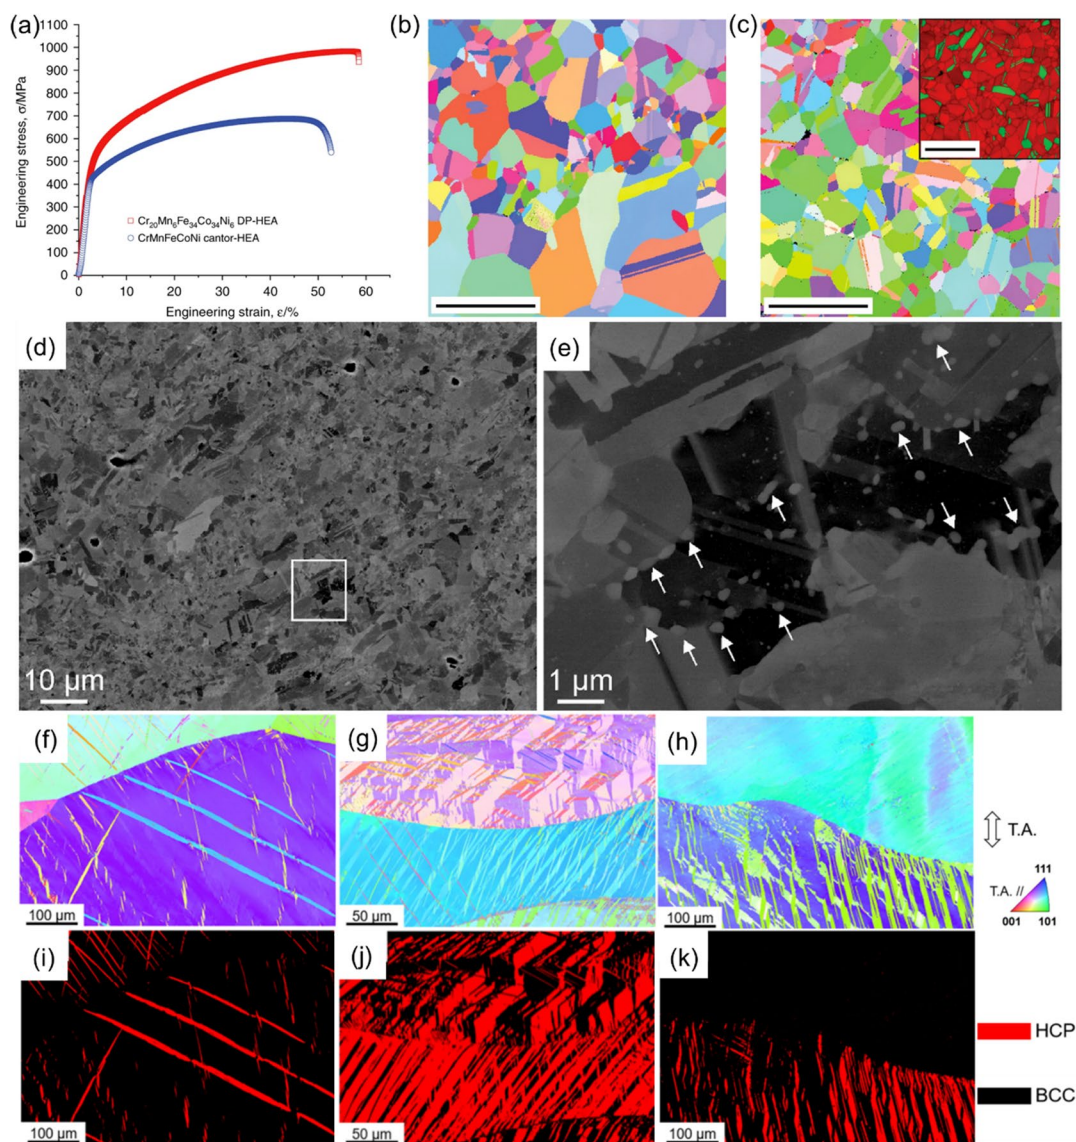 (a)
1100
1000
900
800
700
600
500
400
300
200
100
0
Engineering stress, σ/MPa
Cr₂₀Mn₆Fe₃₄Co₃₄Ni₆ DP-HEA
CrMnFeCoNi cantor-HEA
0 10 20 30 40 50 60
Engineering strain, ε/%
(b)
(c)
(d)
10 µm
(e)
1 µm
(f)
100 µm
(g)
50 µm
(h)
100 µm
T.A.
111
T.A. //
001 101
(i)
100 µm
(j)
50 µm
(k)
100 µm
HCP
BCC